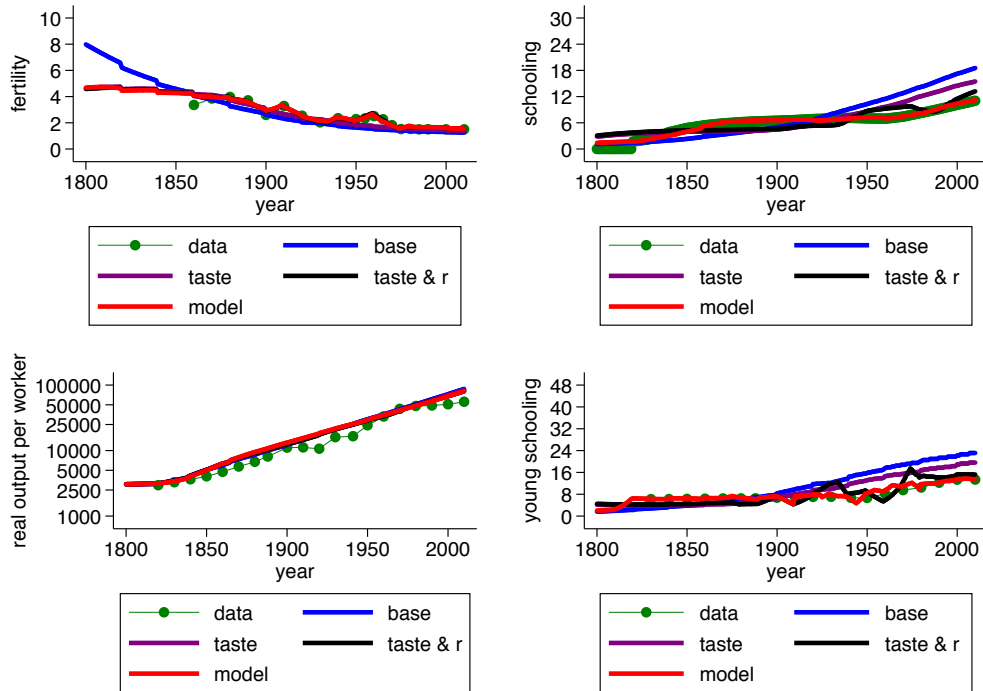 fertility
10
8
6
4
2
0
1800 1850 1900 1950 2000
year
data base
taste taste & r
model
schooling
30
24
18
12
6
0
1800 1850 1900 1950 2000
year
data base
taste taste & r
model
real output per worker
100000
50000
25000
10000
5000
2500
1000
1800 1850 1900 1950 2000
year
data base
taste taste & r
model
young schooling
48
40
32
24
16
8
0
1800 1850 1900 1950 2000
year
data base
taste taste & r
model